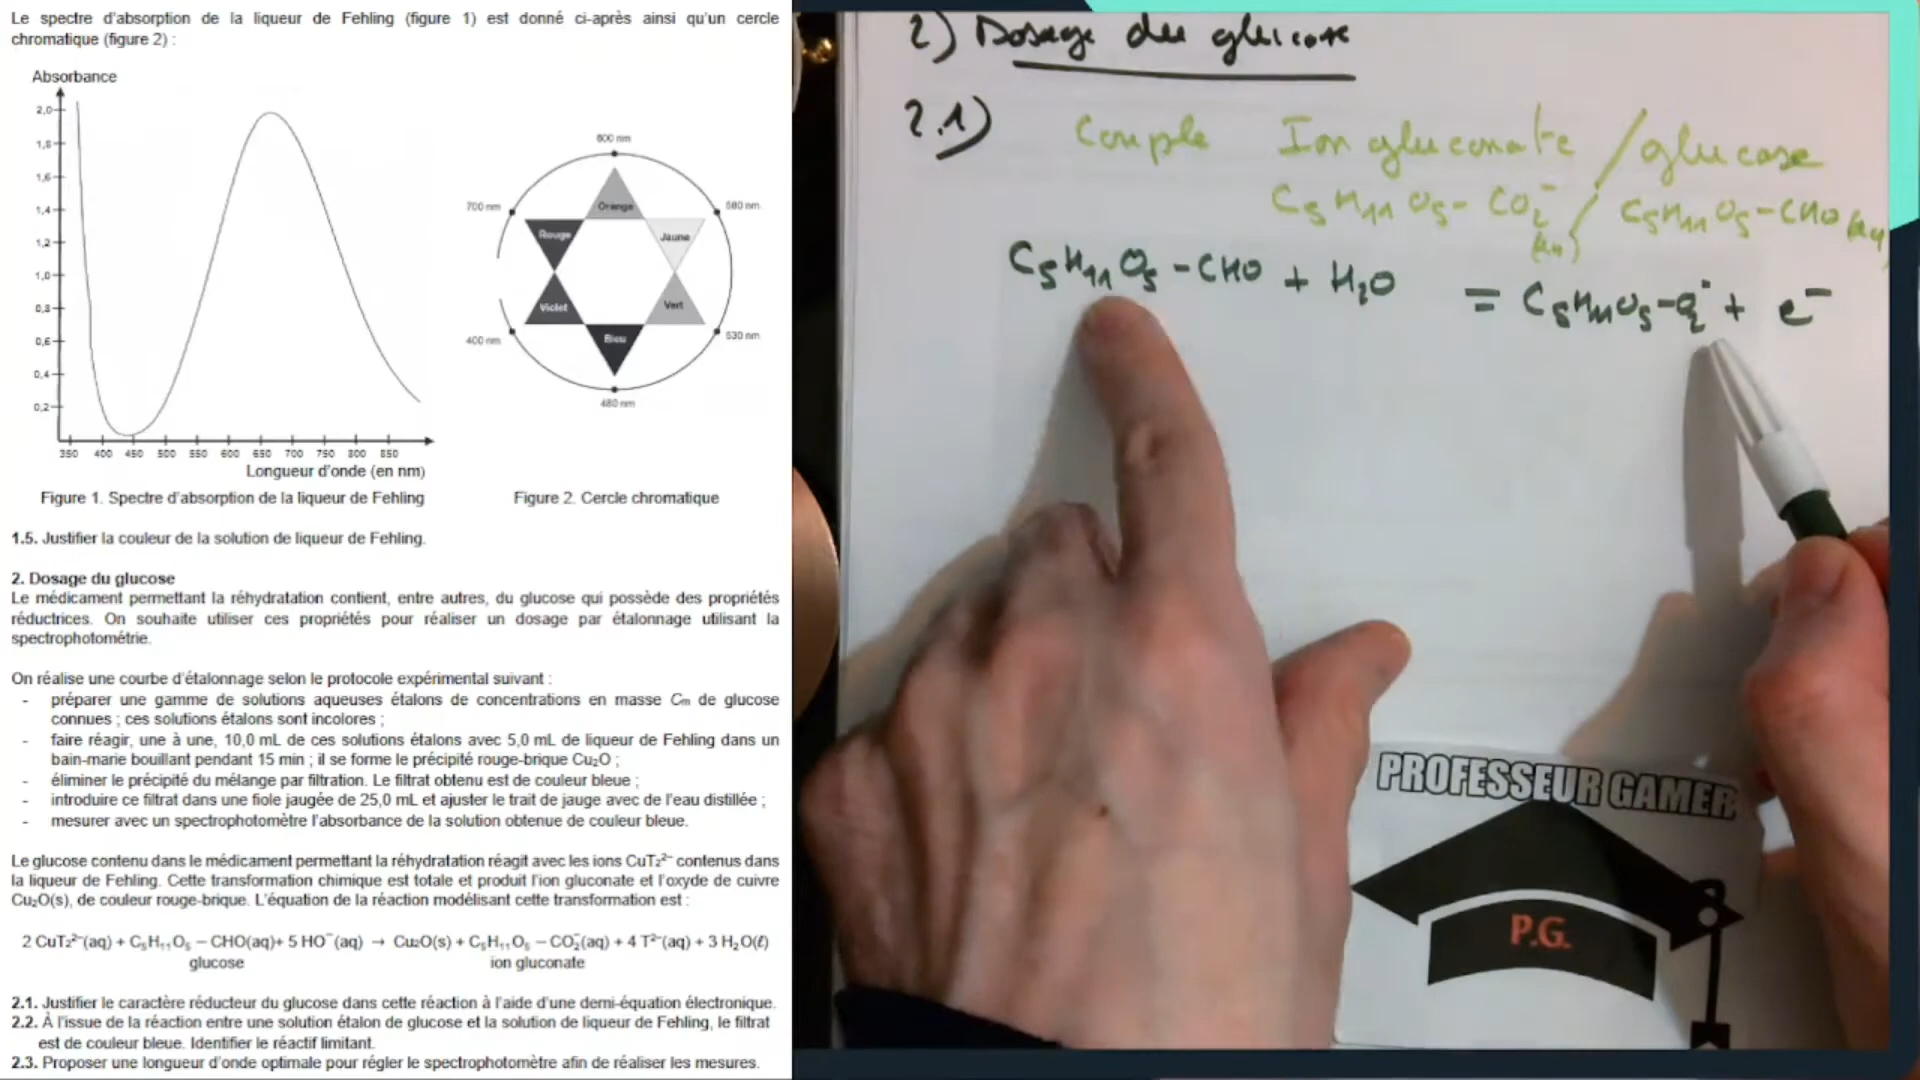 Le spectre d'absorption de la liqueur de Fehling (figure 1) est donné ci-après ainsi qu'un cercle
chromatique (figure 2) :
Absorbance
2,0
1,8
1,6
1,4
1,2
1,0
0,8
0,6
0,4
0,2
350 400 450 500 550 600 650 700 750 800 850
Longueur d'onde (en nm)
Figure 1. Spectre d'absorption de la liqueur de Fehling
600 nm
700 nm
580 nm
Orange
Rouge
Jaune
Violet
Vert
Bleu
400 nm
530 nm
480 nm
Figure 2. Cercle chromatique
1.5. Justifier la couleur de la solution de liqueur de Fehling.
2. Dosage du glucose
Le médicament permettant la réhydratation contient, entre autres, du glucose qui possède des propriétés
réductrices. On souhaite utiliser ces propriétés pour réaliser un dosage par étalonnage utilisant la
spectrophotométrie.
On réalise une courbe d'étalonnage selon le protocole expérimental suivant :
- préparer une gamme de solutions aqueuses étalons de concentrations en masse Cm de glucose
connues ; ces solutions étalons sont incolores ;
- faire réagir, une à une, 10,0 mL de ces solutions étalons avec 5,0 mL de liqueur de Fehling dans un
bain-marie bouillant pendant 15 min ; il se forme le précipité rouge-brique Cu₂O ;
- éliminer le précipité du mélange par filtration. Le filtrat obtenu est de couleur bleue ;
- introduire ce filtrat dans une fiole jaugée de 25,0 mL et ajuster le trait de jauge avec de l'eau distillée ;
- mesurer avec un spectrophotomètre l'absorbance de la solution obtenue de couleur bleue.
Le glucose contenu dans le médicament permettant la réhydratation réagit avec les ions CuT₂²⁻ contenus dans
la liqueur de Fehling. Cette transformation chimique est totale et produit l'ion gluconate et l'oxyde de cuivre
Cu₂O(s), de couleur rouge-brique. L'équation de la réaction modélisant cette transformation est :
2 CuT₂²⁻(aq) + C₅H₁₁O₅ – CHO(aq)+ 5 HO⁻(aq) → Cu₂O(s) + C₅H₁₁O₅ – CO₂⁻(aq) + 4 T²⁻(aq) + 3 H₂O(ℓ)
glucose ion gluconate
2.1. Justifier le caractère réducteur du glucose dans cette réaction à l'aide d'une demi-équation électronique.
2.2. À l'issue de la réaction entre une solution étalon de glucose et la solution de liqueur de Fehling, le filtrat
est de couleur bleue. Identifier le réactif limitant.
2.3. Proposer une longueur d'onde optimale pour régler le spectrophotomètre afin de réaliser les mesures.
2) Dosage du glucose
2.1) Couple Ion gluconate / glucose
C₅H₁₁O₅- CO₂⁻(aq) / C₅H₁₁O₅-CHO(aq)
C₅H₁₁O₅-CHO + H₂O = C₅H₁₁O₅-O₂⁻ + e⁻
PROFESSEUR GAMER
P.G.